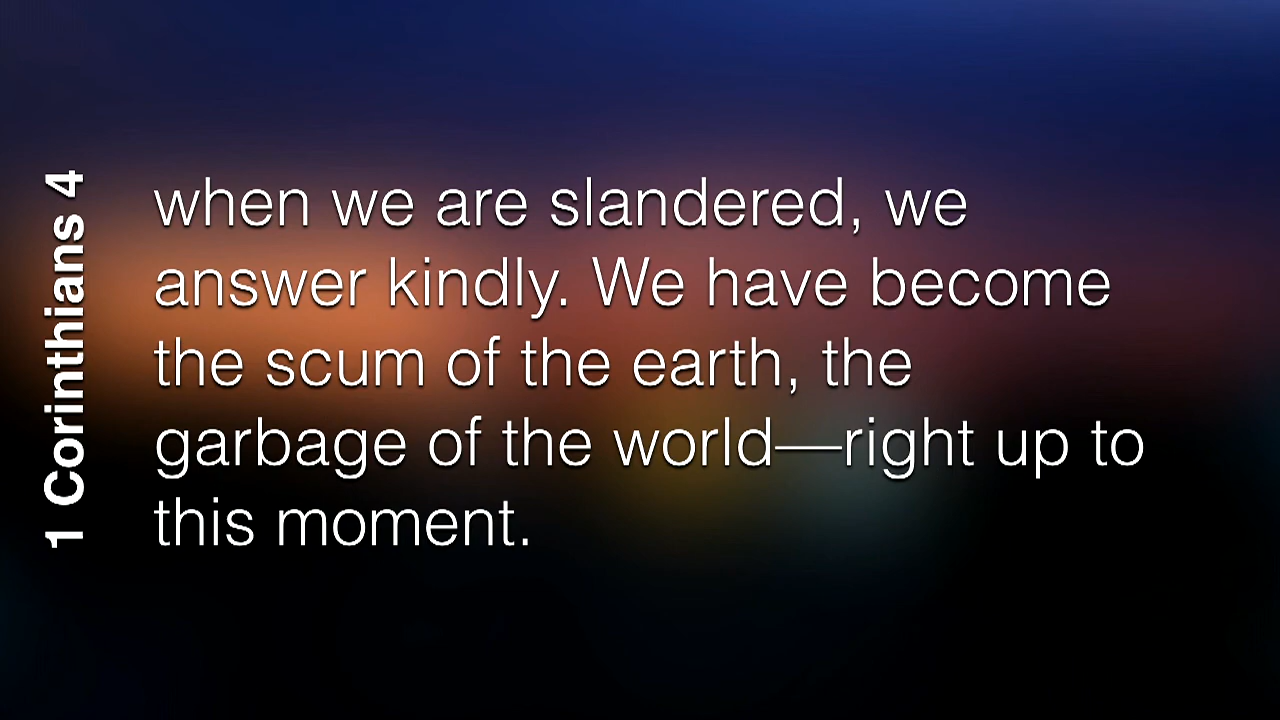 1 Corinthians 4
when we are slandered, we
answer kindly. We have become
the scum of the earth, the
garbage of the world—right up to
this moment.